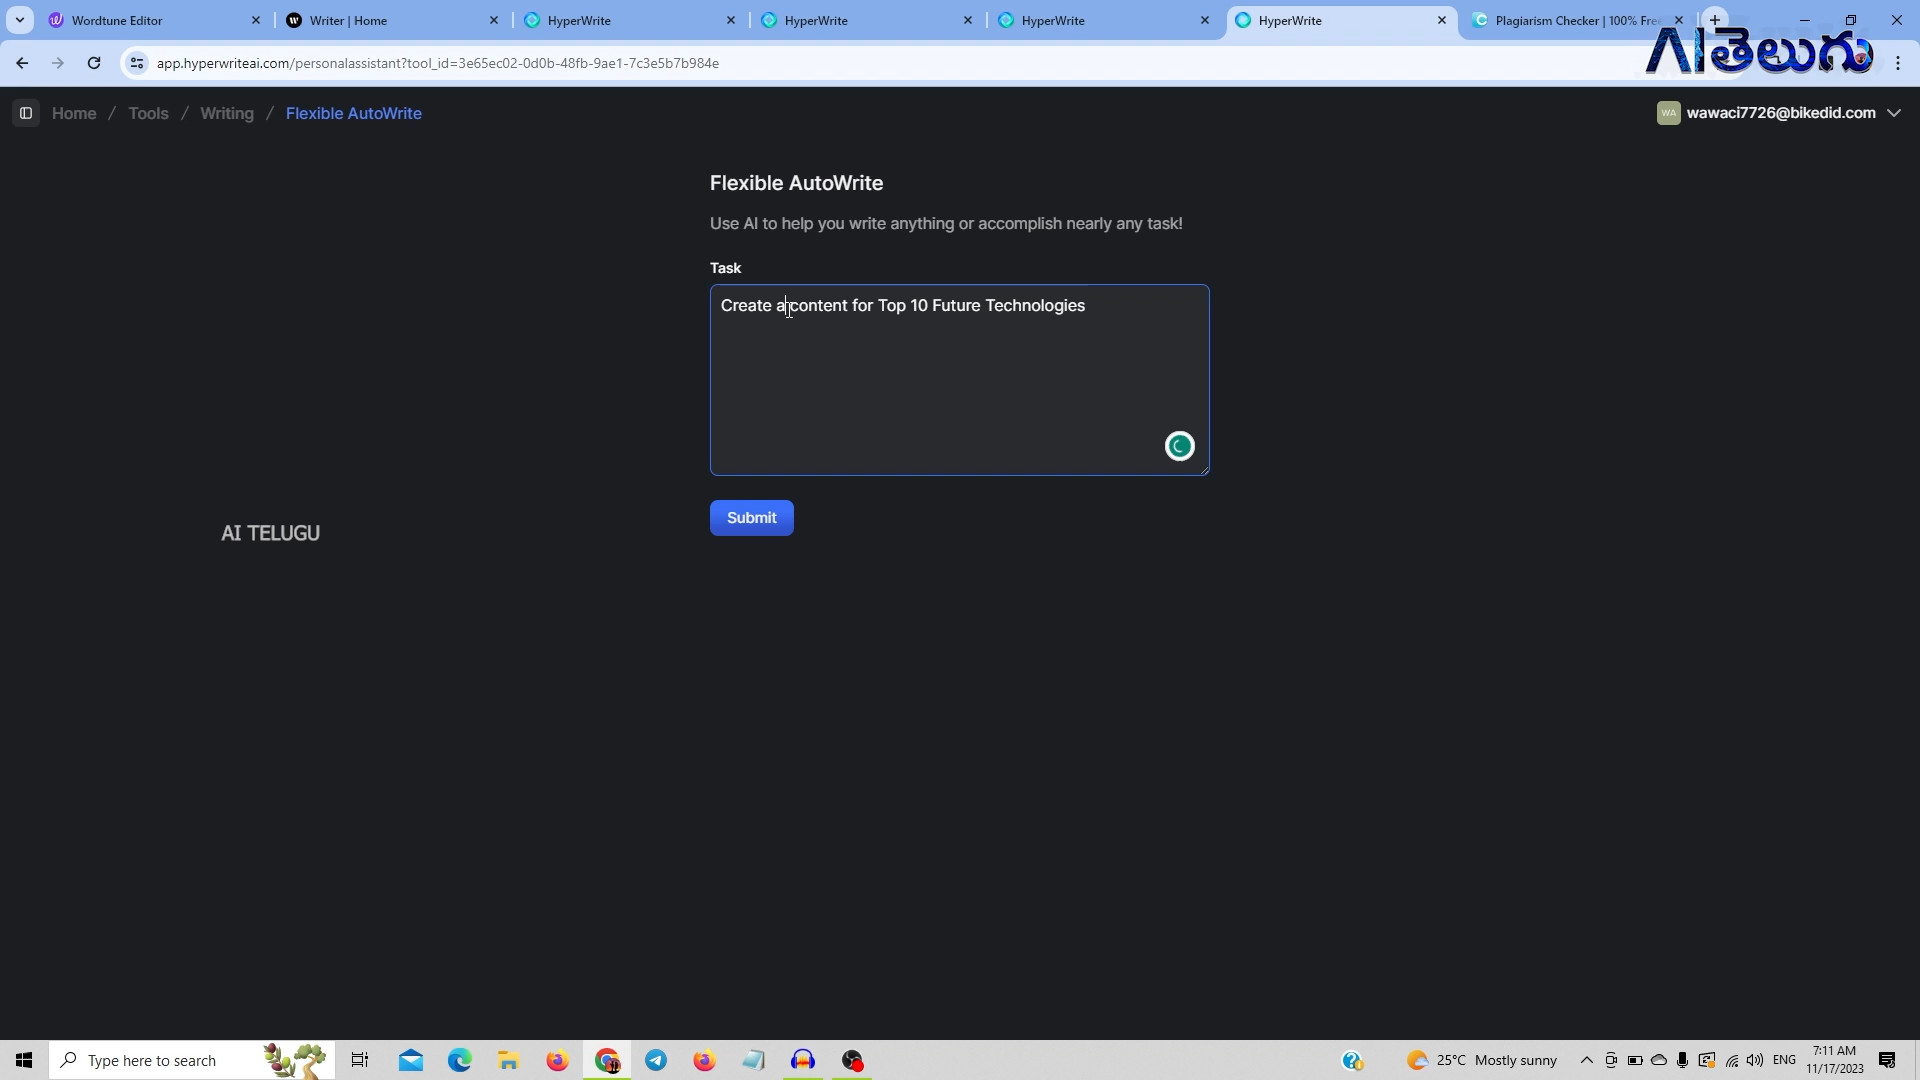 Wordtune Editor
Writer | Home
HyperWrite
HyperWrite
HyperWrite
HyperWrite
Plagiarism Checker | 100% Fre
AIతెలుగు
app.hyperwriteai.com/personalassistant?tool_id=3e65ec02-0d0b-48fb-9ae1-7c3e5b7b984e
Home / Tools / Writing / Flexible AutoWrite
WA wawaci7726@bikedid.com
Flexible AutoWrite
Use AI to help you write anything or accomplish nearly any task!
Task
Create a content for Top 10 Future Technologies
Submit
AI TELUGU
Type here to search
25°C Mostly sunny
ENG
7:11 AM
11/17/2023